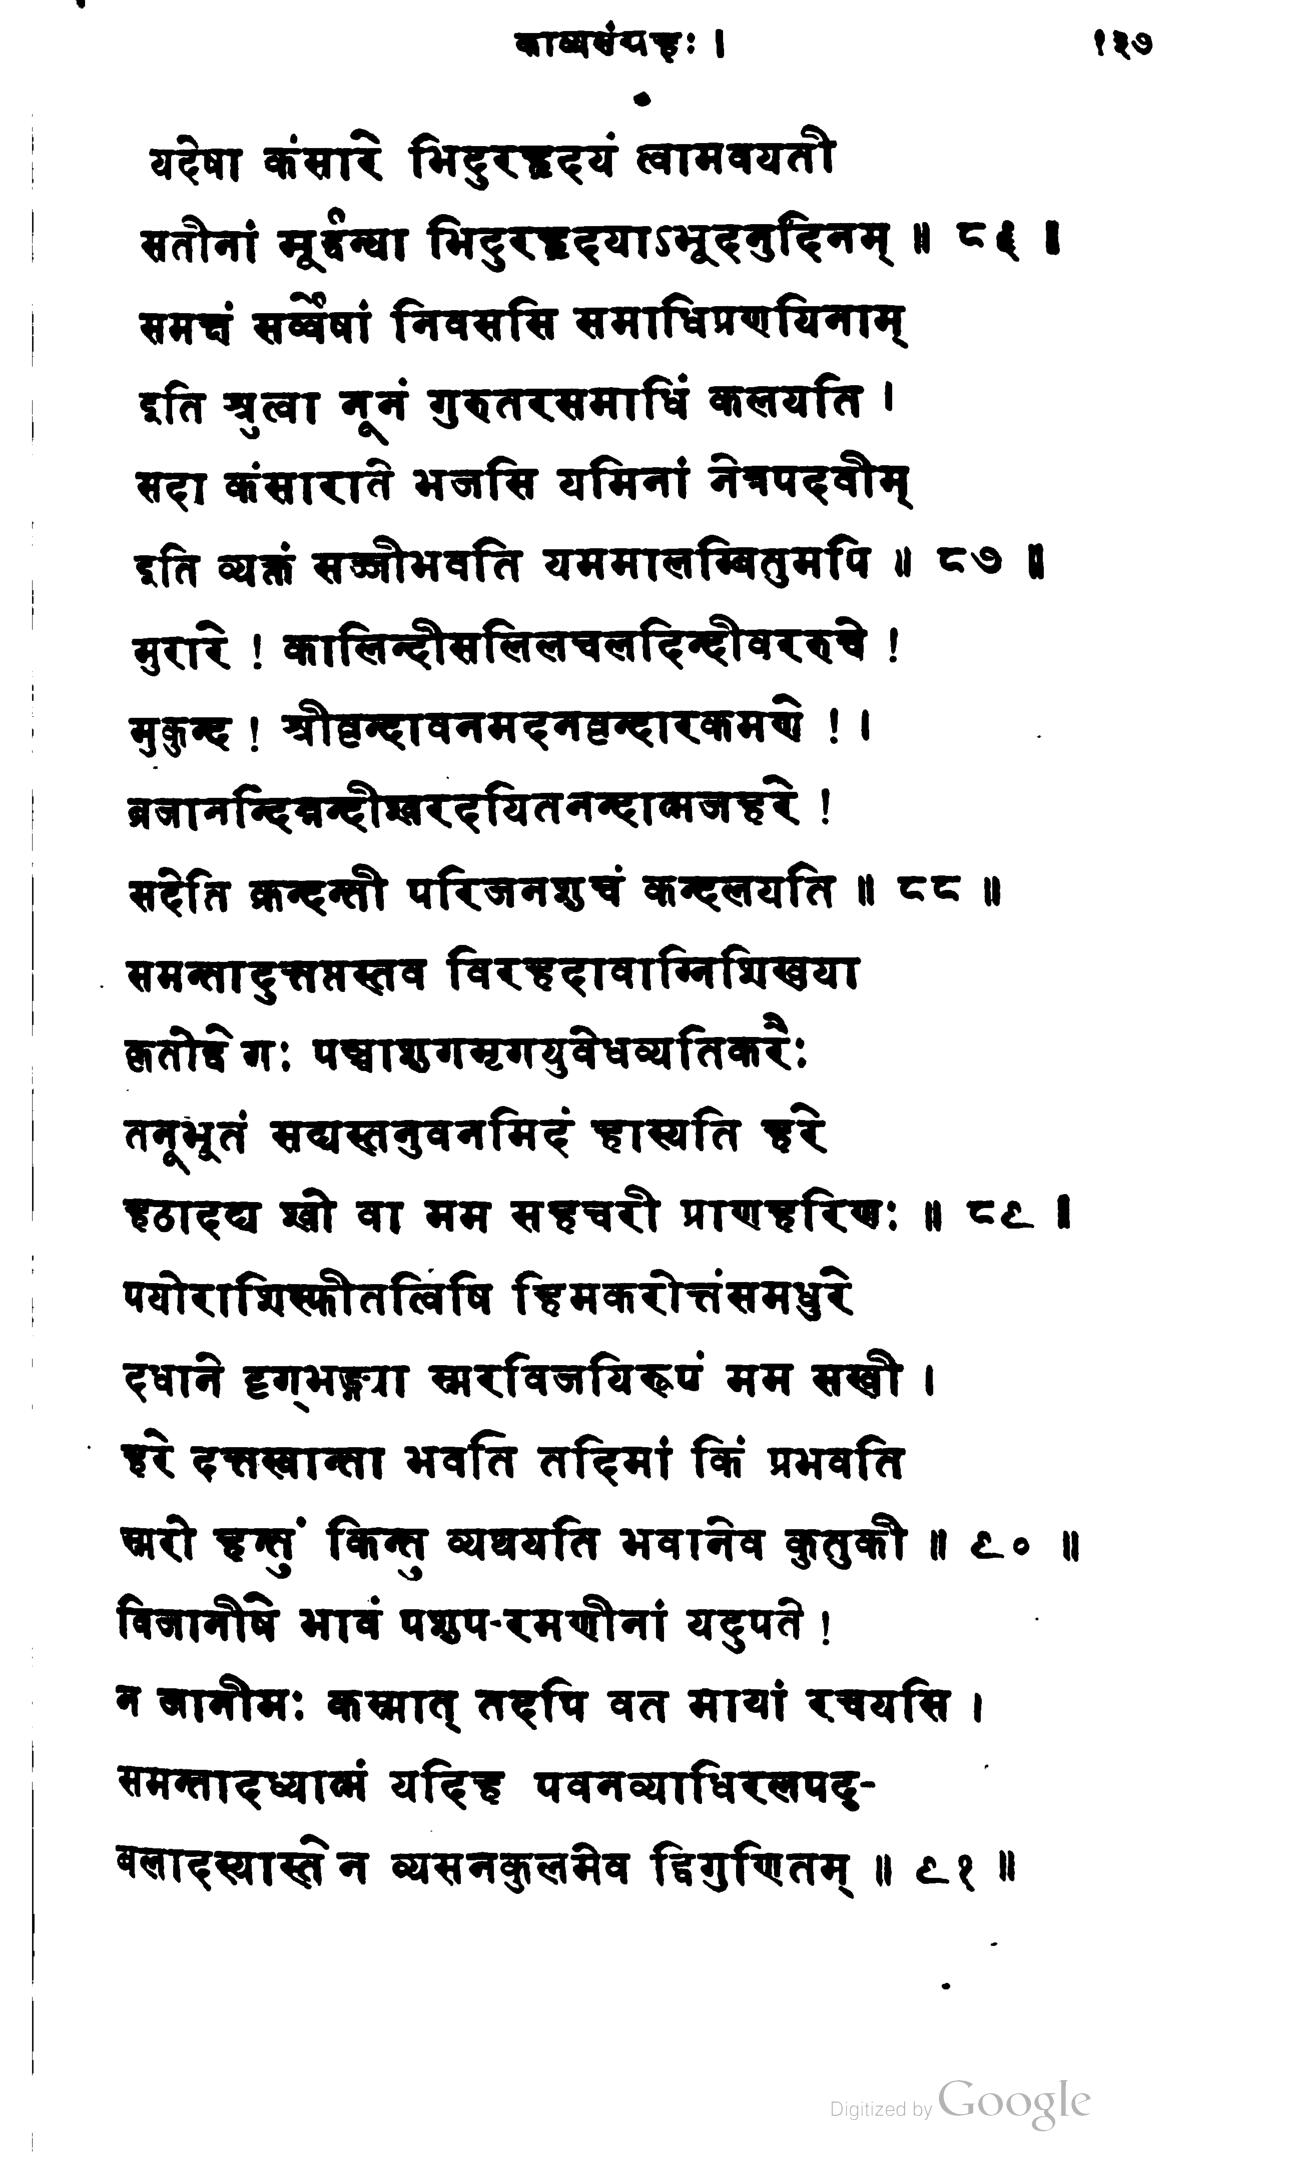 काव्यसंग्रहः । १३७
यदेषा कंसारे भिदुरहृदयं त्वामवयती
सतीनां मूर्द्धन्या भिदुरहृदयाऽभूदनुदिनम् ॥ ८६ ॥
समक्षं सर्व्वेषां निवससि समाधिप्रणयिनाम्
इति श्रुत्वा नूनं गुरुतरसमाधिं कलयति ।
सदा कंसाराते भजसि यमिनां नेत्रपदवीम्
इति व्यक्तं सज्जीभवति यममालम्बितुमपि ॥ ८७ ॥
मुरारे ! कालिन्दीसलिलचलदिन्दीवररुचे !
मुकुन्द ! श्रीवृन्दावनमदनवृन्दारकमणे ! ।
व्रजानन्दिन्नन्दीश्वरदयितनन्दात्मजहरे !
सदेति क्रन्दन्ती परिजनशुचं कन्दलयति ॥ ८८ ॥
समन्तादुत्तप्तस्तव विरहदावाग्निशिखया
कृतोद्वेगः पञ्चाशुगमृगयुवेधव्यतिकरैः
तनूभूतं सद्यस्तनुवनमिदं हास्यति हरे
हठादद्य श्वो वा मम सहचरी प्राणहरिणः ॥ ८९ ॥
पयोराशिस्फीतत्विषि हिमकरोत्तंसमधुरे
दधाने दृग्भङ्ग्या स्मरविजयिरूपं मम सखी ।
हरे दत्तस्वान्ता भवति तदिमां किं प्रभवति
स्मरो हन्तुं किन्तु व्यथयति भवानेव कुतुकी ॥ ९० ॥
विजानीषे भावं पशुप-रमणीनां यदुपते !
न जानीमः कस्मात् तदपि वत मायां रचयसि ।
समन्तादध्यात्मं यदिह पवनव्याधिरलपद्-
बलादस्यास्तेन व्यसनकुलमेव द्विगुणितम् ॥ ९१ ॥
Digitized by Google